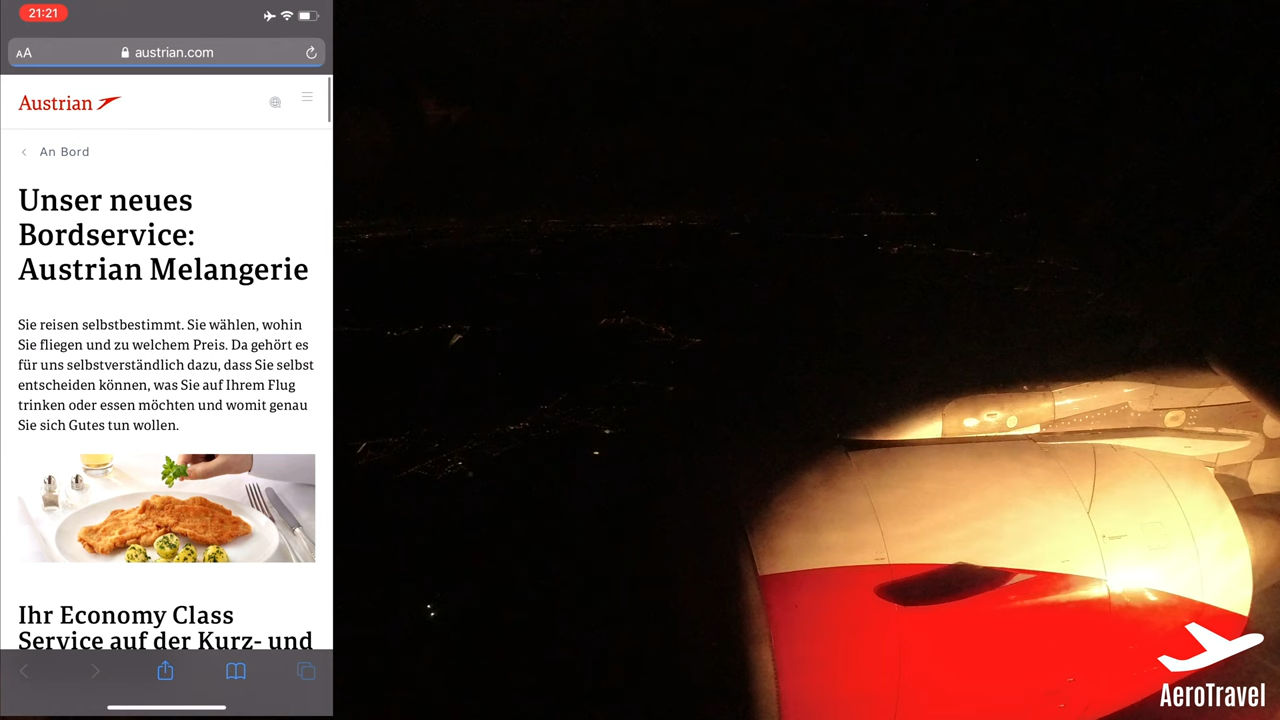 21:21
AA austrian.com
Austrian
An Bord
Unser neues
Bordservice:
Austrian Melangerie
Sie reisen selbstbestimmt. Sie wählen, wohin
Sie fliegen und zu welchem Preis. Da gehört es
für uns selbstverständlich dazu, dass Sie selbst
entscheiden können, was Sie auf Ihrem Flug
trinken oder essen möchten und womit genau
Sie sich Gutes tun wollen.
Ihr Economy Class
Service auf der Kurz- und
AeroTravel